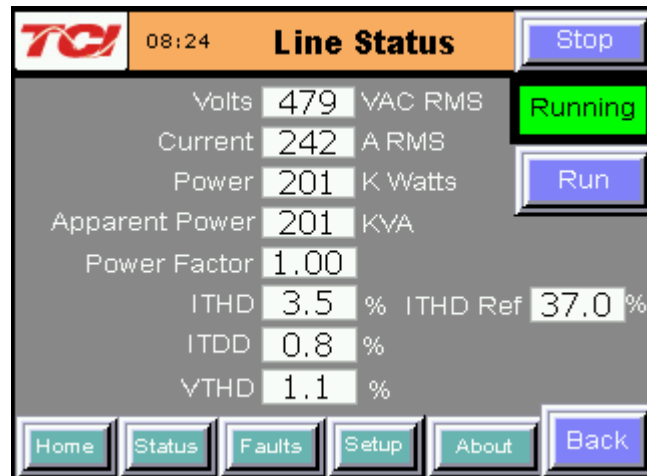 TCI 08:24 Line Status Stop
Volts 479 VAC RMS Running
Current 242 A RMS
Power 201 K Watts Run
Apparent Power 201 KVA
Power Factor 1.00
ITHD 3.5 % ITHD Ref 37.0 %
ITDD 0.8 %
VTHD 1.1 %
Home Status Faults Setup About Back